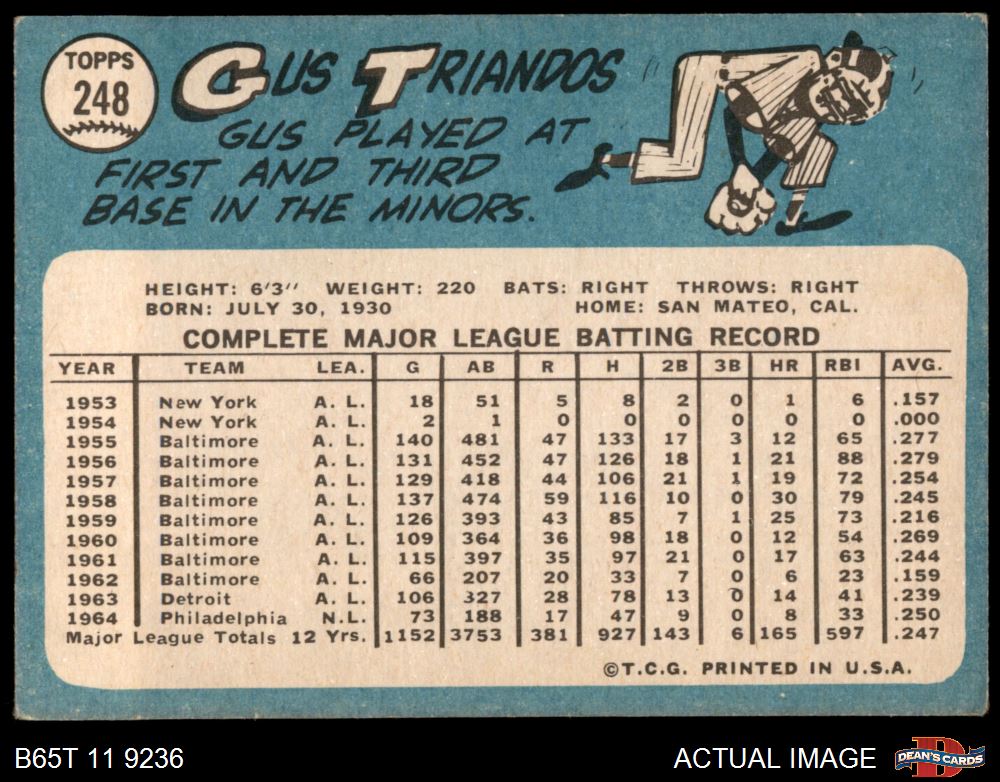 TOPPS
248
GUS TRIANDOS
GUS PLAYED AT
FIRST AND THIRD
BASE IN THE MINORS.
HEIGHT: 6'3" WEIGHT: 220 BATS: RIGHT THROWS: RIGHT
BORN: JULY 30, 1930 HOME: SAN MATEO, CAL.
COMPLETE MAJOR LEAGUE BATTING RECORD
YEAR TEAM LEA. G AB R H 2B 3B HR RBI AVG.
1953 New York A. L. 18 51 5 8 2 0 1 6 .157
1954 New York A. L. 2 1 0 0 0 0 0 0 .000
1955 Baltimore A. L. 140 481 47 133 17 3 12 65 .277
1956 Baltimore A. L. 131 452 47 126 18 1 21 88 .279
1957 Baltimore A. L. 129 418 44 106 21 1 19 72 .254
1958 Baltimore A. L. 137 474 59 116 10 0 30 79 .245
1959 Baltimore A. L. 126 393 43 85 7 1 25 73 .216
1960 Baltimore A. L. 109 364 36 98 18 0 12 54 .269
1961 Baltimore A. L. 115 397 35 97 21 0 17 63 .244
1962 Baltimore A. L. 66 207 20 33 7 0 6 23 .159
1963 Detroit A. L. 106 327 28 78 13 0 14 41 .239
1964 Philadelphia N.L. 73 188 17 47 9 0 8 33 .250
Major League Totals 12 Yrs. 1152 3753 381 927 143 6 165 597 .247
©T.C.G. PRINTED IN U.S.A.
B65T 11 9236 ACTUAL IMAGE D DEAN'S CARDS